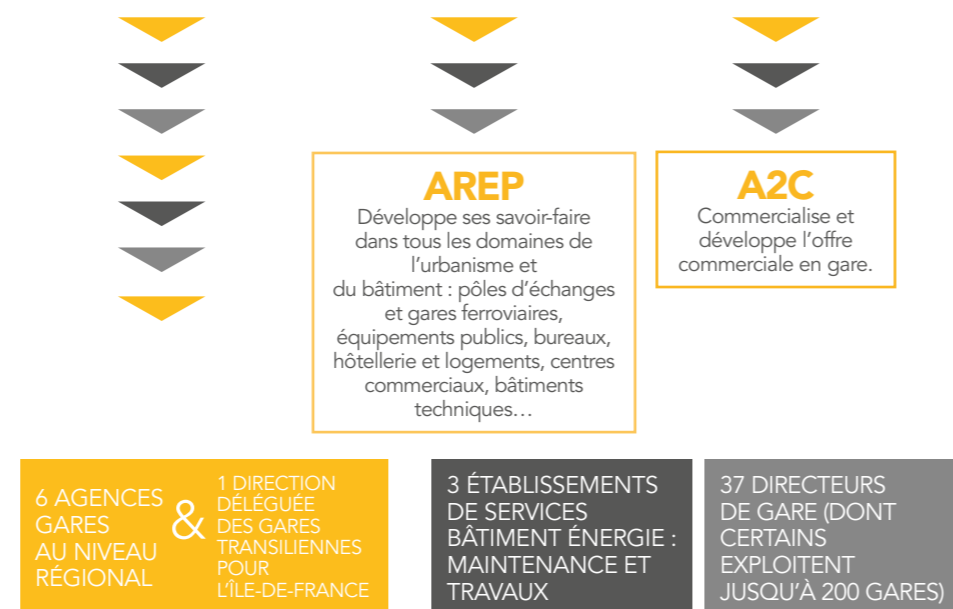 AREP
Développe ses savoir-faire
dans tous les domaines de
l'urbanisme et
du bâtiment : pôles d'échanges
et gares ferroviaires,
équipements publics, bureaux,
hôtellerie et logements, centres
commerciaux, bâtiments
techniques…
A2C
Commercialise et
développe l'offre
commerciale en gare.
6 AGENCES
GARES
AU NIVEAU
RÉGIONAL
&
1 DIRECTION
DÉLÉGUÉE
DES GARES
TRANSILIENNES
POUR
L'ÎLE-DE-FRANCE
3 ÉTABLISSEMENTS
DE SERVICES
BÂTIMENT ÉNERGIE :
MAINTENANCE ET
TRAVAUX
37 DIRECTEURS
DE GARE (DONT
CERTAINS
EXPLOITENT
JUSQU'À 200 GARES)